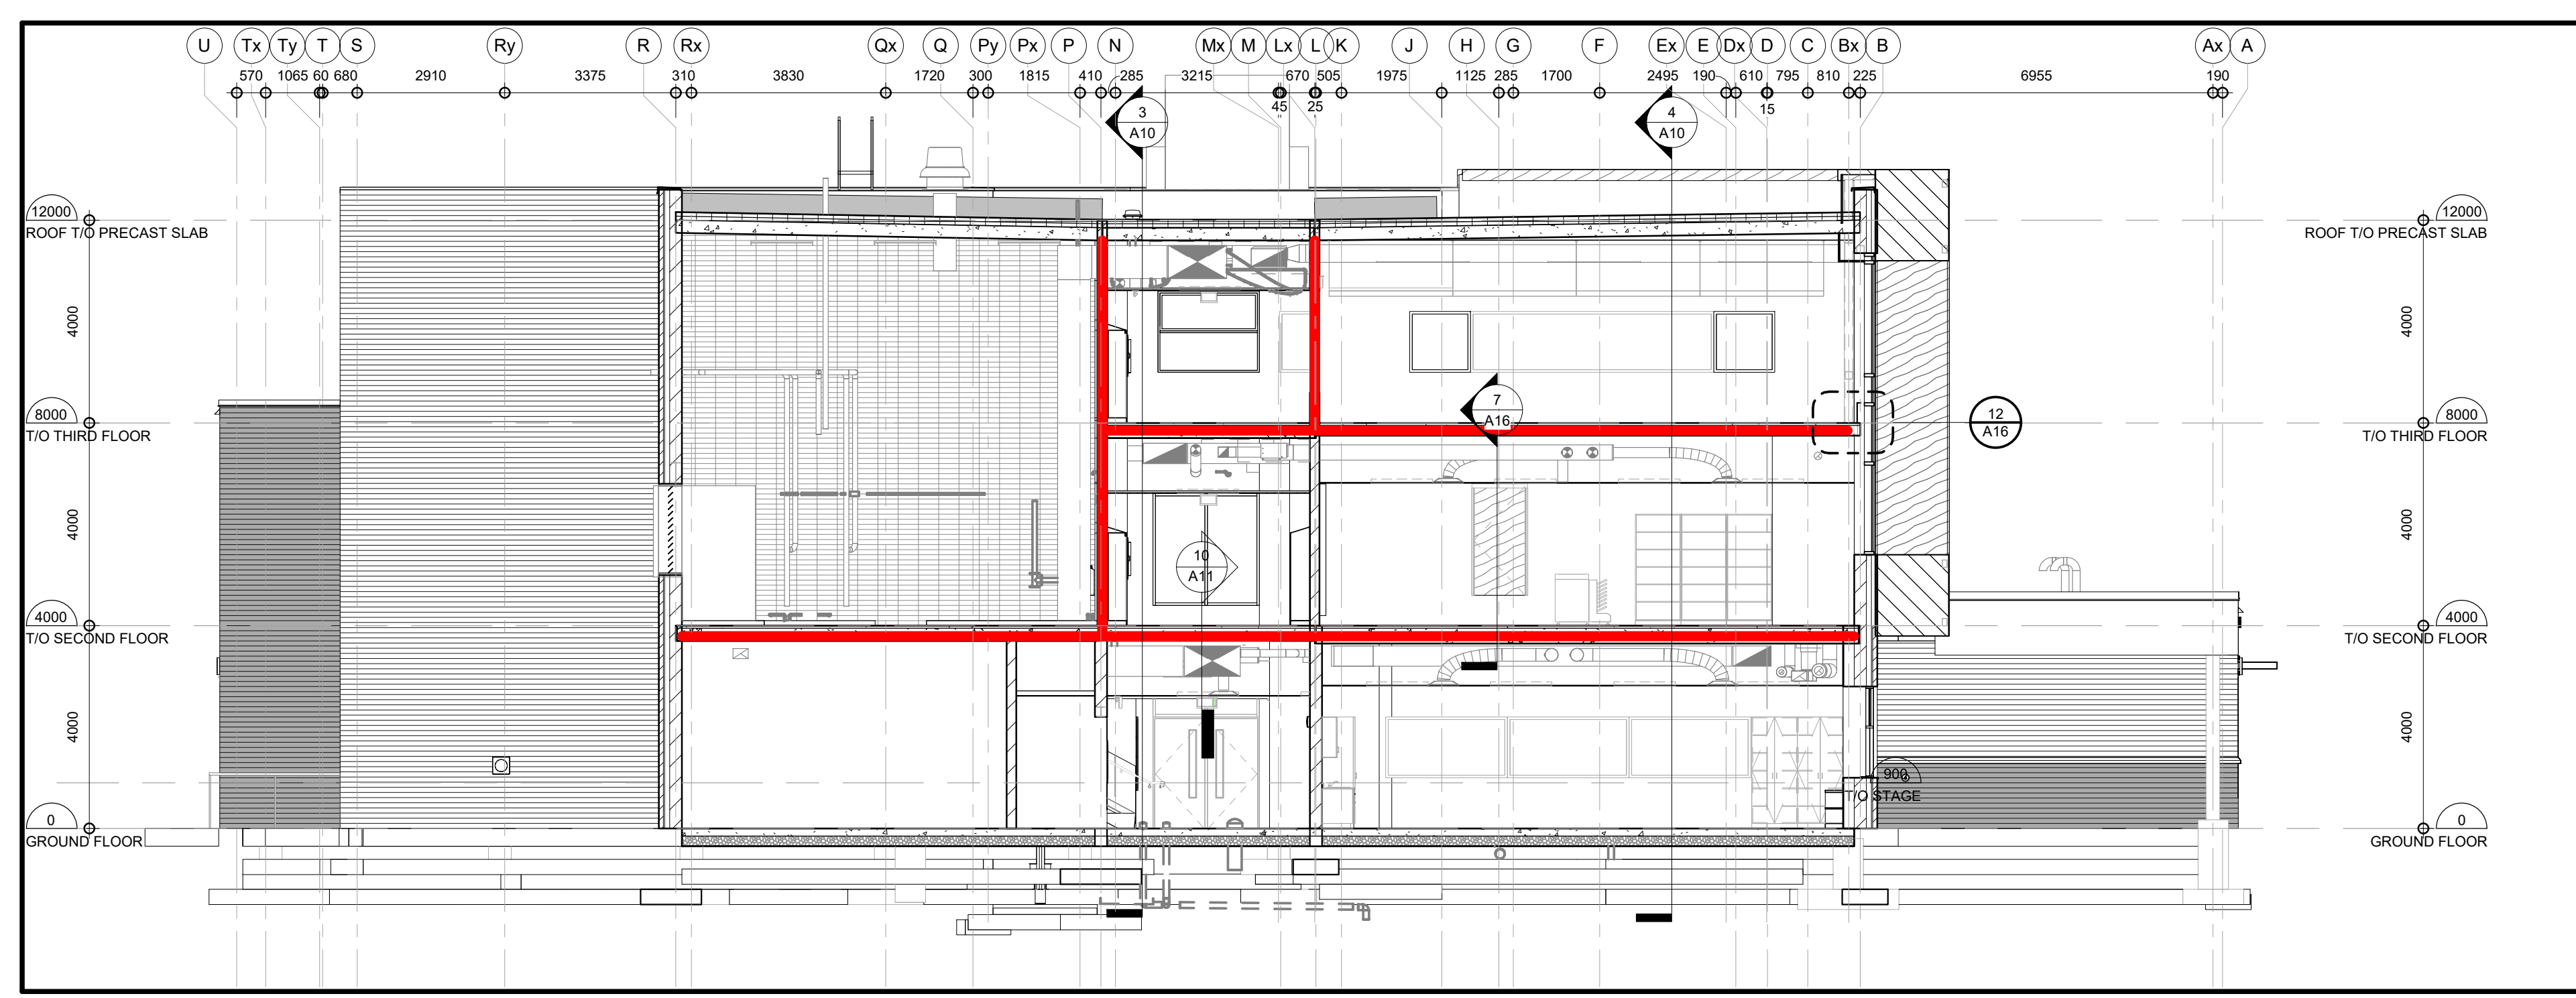 U Tx Ty T S Ry R Rx Qx Q Py Px P N Mx M Lx L K J H G F Ex E Dx D C Bx B Ax A
570 1065 60 680 2910 3375 310 3830 1720 300 1815 410 285 3215 670 505 1975 1125 285 1700 2495 190 610 795 810 225 6955 190
45 25 15
3
A10
4
A10
12000
ROOF T/O PRECAST SLAB
12000
ROOF T/O PRECAST SLAB
4000
4000
7
A16
8000
T/O THIRD FLOOR
12
A16
8000
T/O THIRD FLOOR
4000
4000
10
A11
4000
T/O SECOND FLOOR
4000
T/O SECOND FLOOR
4000
4000
900
T/O STAGE
0
GROUND FLOOR
0
GROUND FLOOR